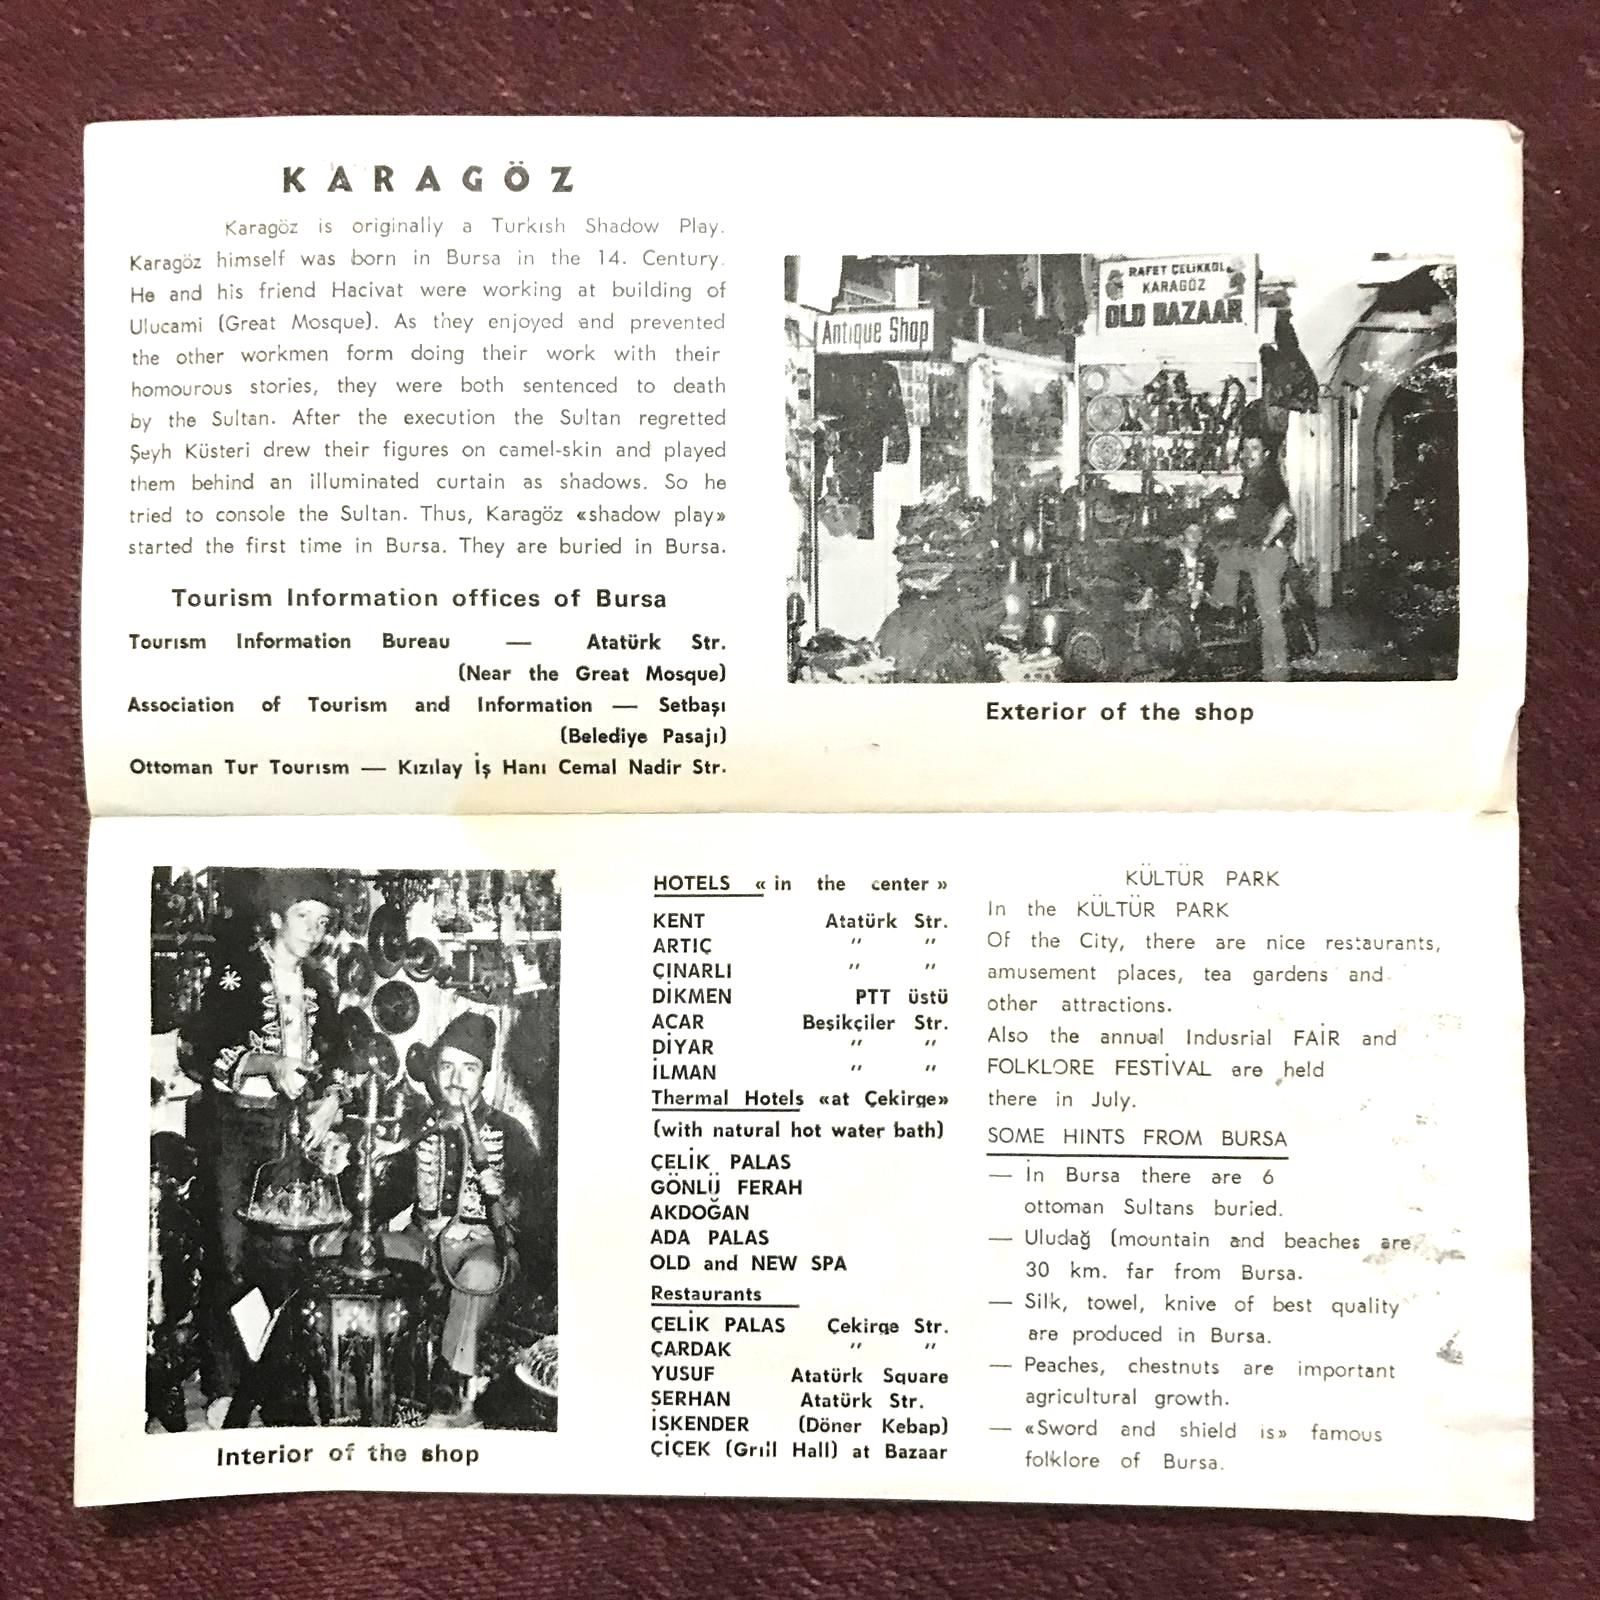 KARAGÖZ
Karagöz is originally a Turkish Shadow Play.
Karagöz himself was born in Bursa in the 14. Century.
He and his friend Hacivat were working at building of
Ulucami (Great Mosque). As they enjoyed and prevented
the other workmen form doing their work with their
homourous stories, they were both sentenced to death
by the Sultan. After the execution the Sultan regretted
Şeyh Küsteri drew their figures on camel-skin and played
them behind an illuminated curtain as shadows. So he
tried to console the Sultan. Thus, Karagöz «shadow play»
started the first time in Bursa. They are buried in Bursa.
Tourism Information offices of Bursa
Tourısm Information Bureau — Atatürk Str.
(Near the Great Mosque)
Association of Tourism and Information — Setbaşı
(Belediye Pasajı)
Ottoman Tur Tourısm — Kızılay İş Hanı Cemal Nadir Str.
Antique Shop
RAFET ÇELİKKOL
KARAGÖZ
OLD BAZAAR
Exterior of the shop
Interior of the shop
HOTELS « in the center »
KENT Atatürk Str.
ARTIÇ " "
ÇINARLI " "
DİKMEN PTT üstü
ACAR Beşikçiler Str.
DİYAR " "
İLMAN " "
Thermal Hotels «at Çekirge»
(with natural hot water bath)
ÇELİK PALAS
GÖNLÜ FERAH
AKDOĞAN
ADA PALAS
OLD and NEW SPA
Restaurants
ÇELİK PALAS Çekirge Str.
ÇARDAK " "
YUSUF Atatürk Square
SERHAN Atatürk Str.
İSKENDER (Döner Kebap)
ÇİÇEK (Grıll Hall) at Bazaar
KÜLTÜR PARK
In the KÜLTÜR PARK
Of the City, there are nice restaurants,
amusement places, tea gardens and
other attractions.
Also the annual Indusrial FAİR and
FOLKLORE FESTİVAL are held
there in July.
SOME HINTS FROM BURSA
— İn Bursa there are 6
ottoman Sultans buried.
— Uludağ (mountain and beaches are
30 km. far from Bursa.
— Silk, towel, knive of best quality
are produced in Bursa.
— Peaches, chestnuts are important
agricultural growth.
— «Sword and shield ıs» famous
folklore of Bursa.